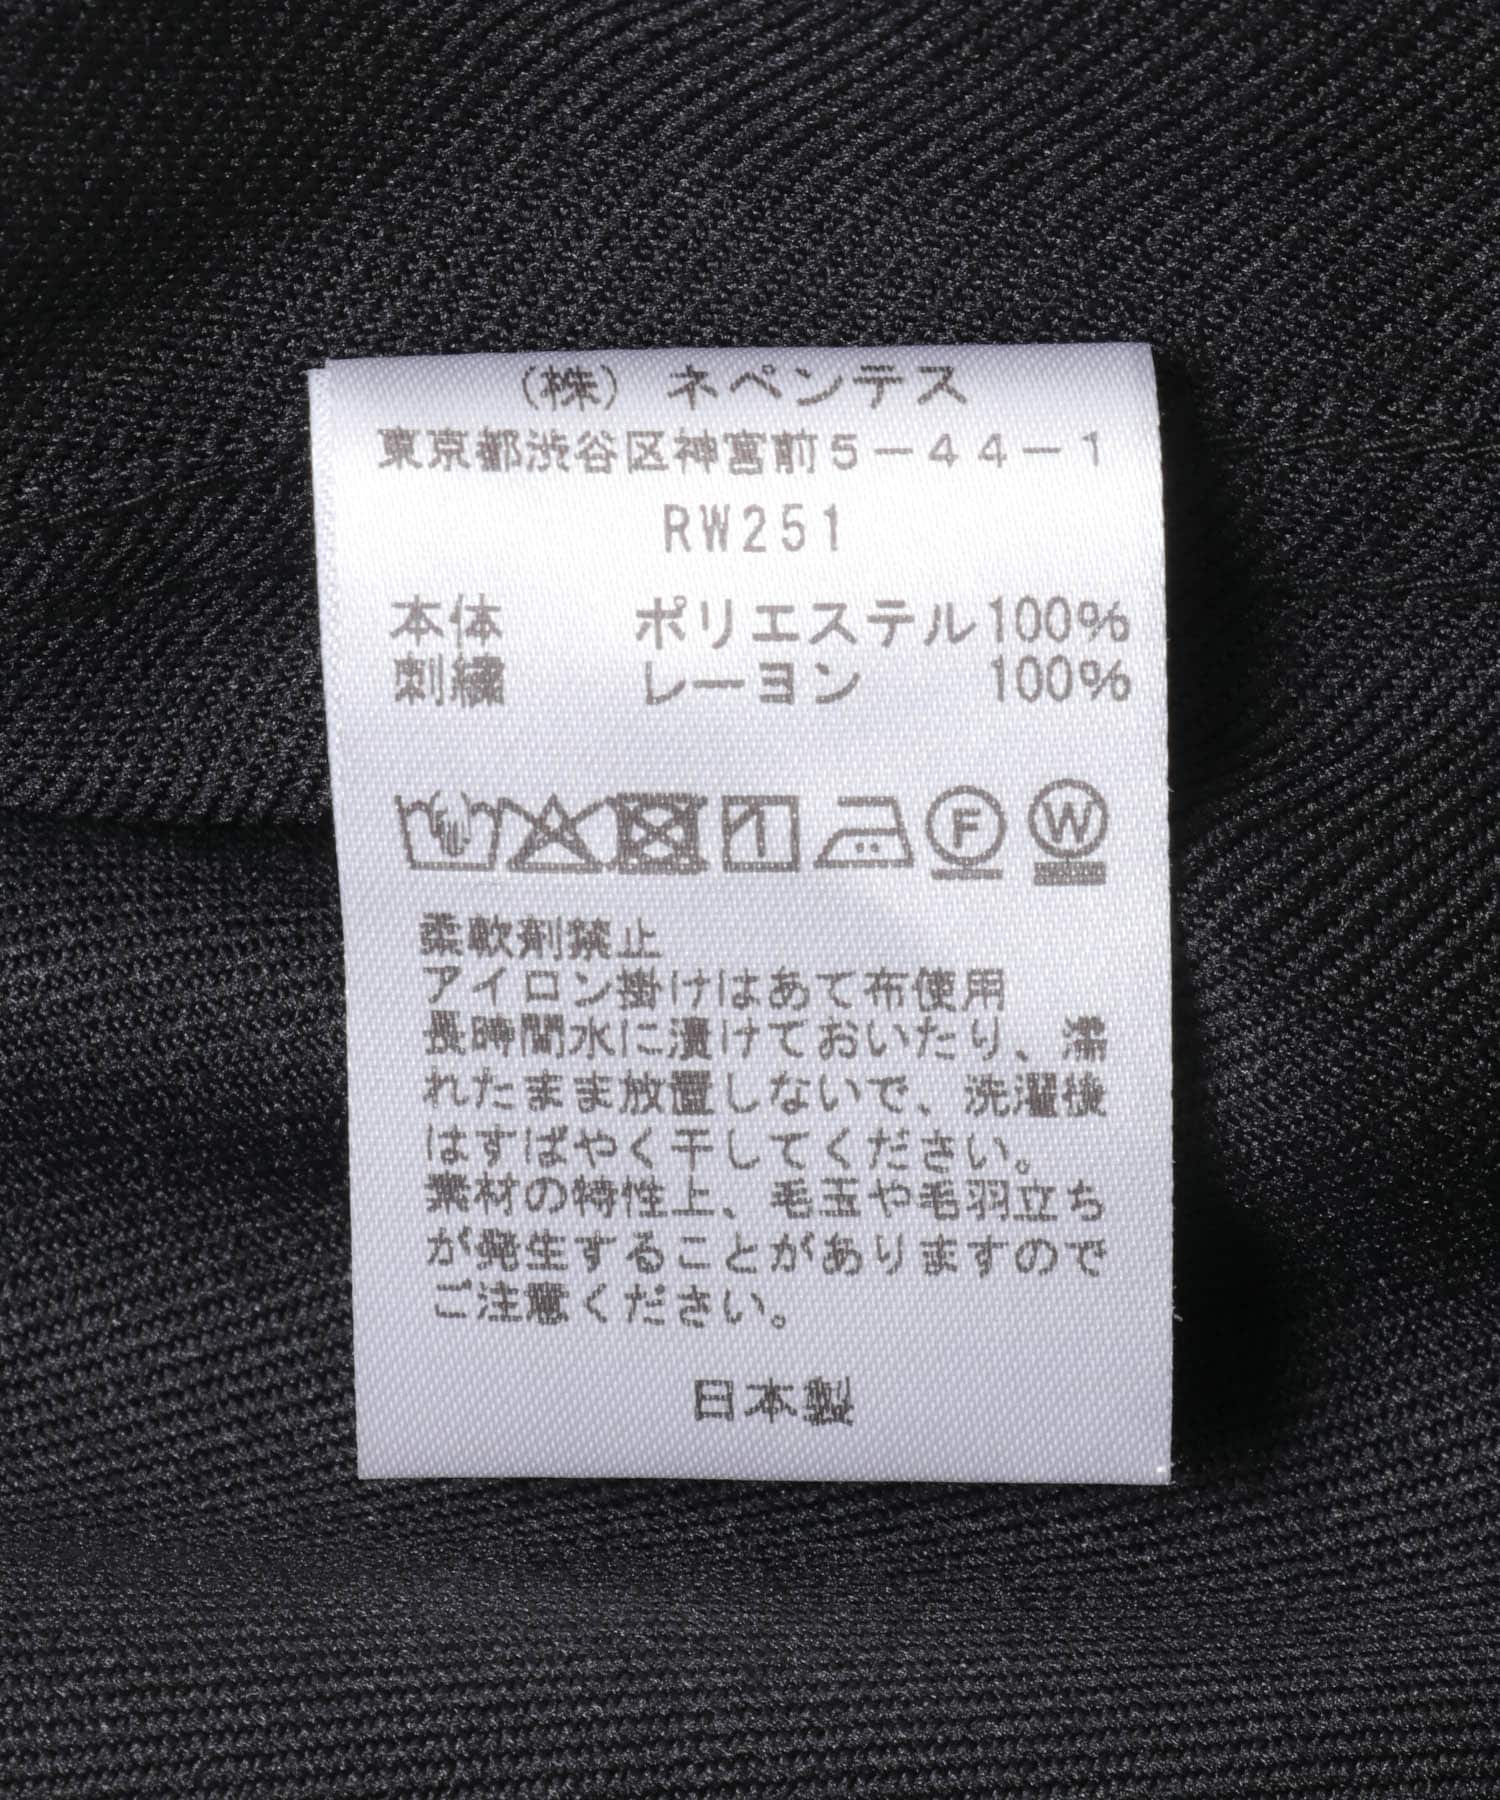 （株） ネペンテス
東京都渋谷区神宮前５－４４－１
RW251
本体 ポリエステル100%
刺繍 レーヨン 100%
F W
柔軟剤禁止
アイロン掛けはあて布使用
長時間水に漬けておいたり、濡
れたまま放置しないで、洗濯後
はすばやく干してください。
素材の特性上、毛玉や毛羽立ち
が発生することがありますので
ご注意ください。
日本製